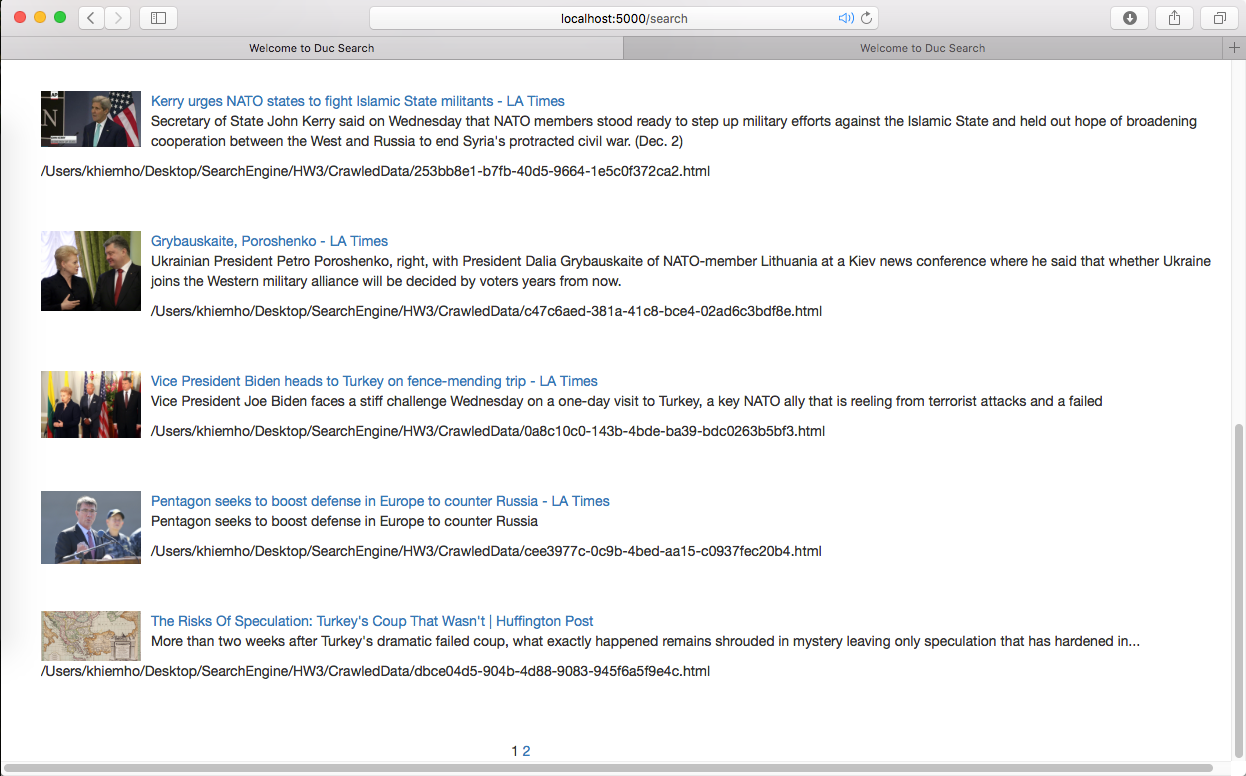 localhost:5000/search
Welcome to Duc Search
Welcome to Duc Search
Kerry urges NATO states to fight Islamic State militants - LA Times
Secretary of State John Kerry said on Wednesday that NATO members stood ready to step up military efforts against the Islamic State and held out hope of broadening
cooperation between the West and Russia to end Syria's protracted civil war. (Dec. 2)
/Users/khiemho/Desktop/SearchEngine/HW3/CrawledData/253bb8e1-b7fb-40d5-9664-1e5c0f372ca2.html
Grybauskaite, Poroshenko - LA Times
Ukrainian President Petro Poroshenko, right, with President Dalia Grybauskaite of NATO-member Lithuania at a Kiev news conference where he said that whether Ukraine
joins the Western military alliance will be decided by voters years from now.
/Users/khiemho/Desktop/SearchEngine/HW3/CrawledData/c47c6aed-381a-41c8-bce4-02ad6c3bdf8e.html
Vice President Biden heads to Turkey on fence-mending trip - LA Times
Vice President Joe Biden faces a stiff challenge Wednesday on a one-day visit to Turkey, a key NATO ally that is reeling from terrorist attacks and a failed
/Users/khiemho/Desktop/SearchEngine/HW3/CrawledData/0a8c10c0-143b-4bde-ba39-bdc0263b5bf3.html
Pentagon seeks to boost defense in Europe to counter Russia - LA Times
Pentagon seeks to boost defense in Europe to counter Russia
/Users/khiemho/Desktop/SearchEngine/HW3/CrawledData/cee3977c-0c9b-4bed-aa15-c0937fec20b4.html
The Risks Of Speculation: Turkey's Coup That Wasn't | Huffington Post
More than two weeks after Turkey's dramatic failed coup, what exactly happened remains shrouded in mystery leaving only speculation that has hardened in...
/Users/khiemho/Desktop/SearchEngine/HW3/CrawledData/dbce04d5-904b-4d88-9083-945f6a5f9e4c.html
1 2